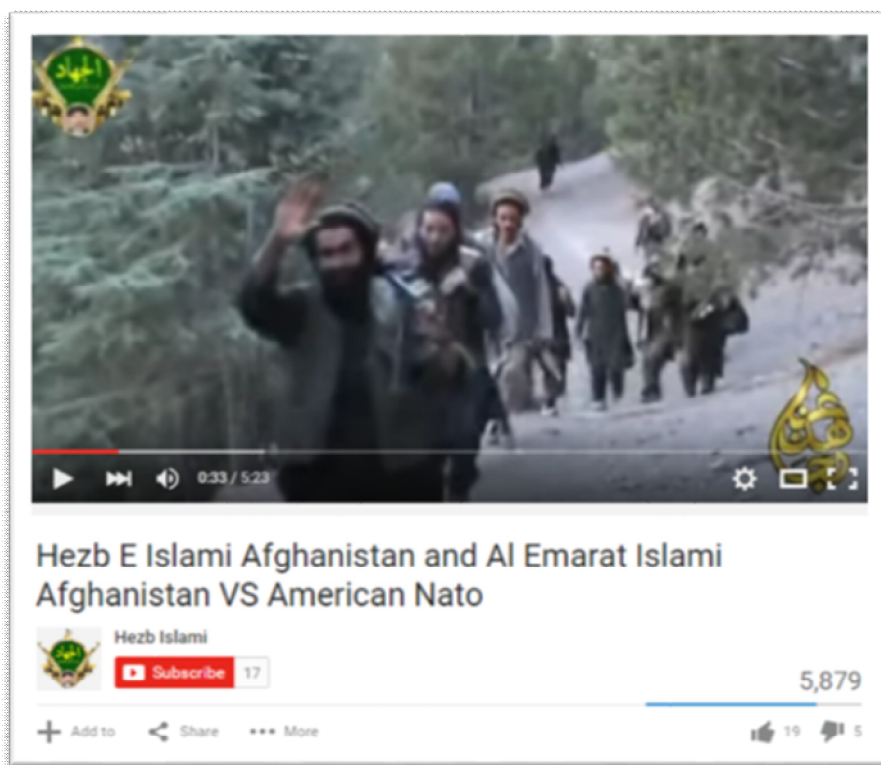 الجهاد
0:33 / 5:23
Hezb E Islami Afghanistan and Al Emarat Islami
Afghanistan VS American Nato
Hezb Islami
Subscribe 17
5,879
Add to Share More
19 5